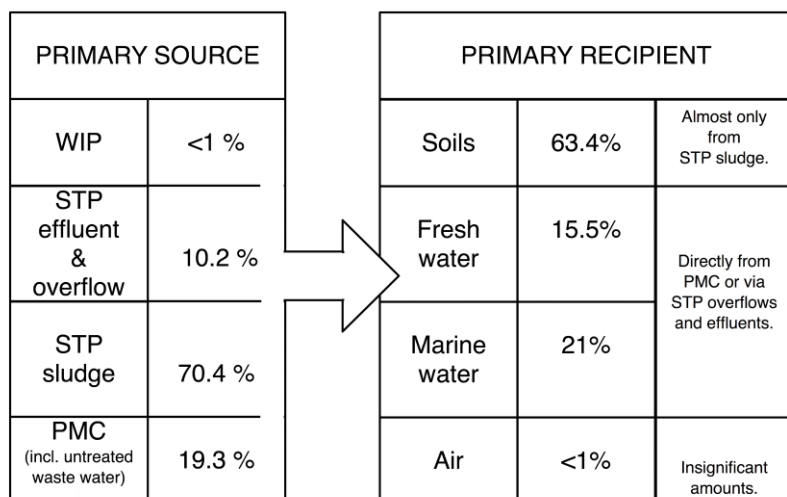 PRIMARY SOURCE
WIP
<1 %
STP
effluent
&
overflow
10.2 %
STP
sludge
70.4 %
PMC
(incl. untreated
waste water)
19.3 %
PRIMARY RECIPIENT
Soils
63.4%
Almost only
from
STP sludge.
Fresh
water
15.5%
Directly from
PMC or via
STP overflows
and effluents.
Marine
water
21%
Air
<1%
Insignificant
amounts.